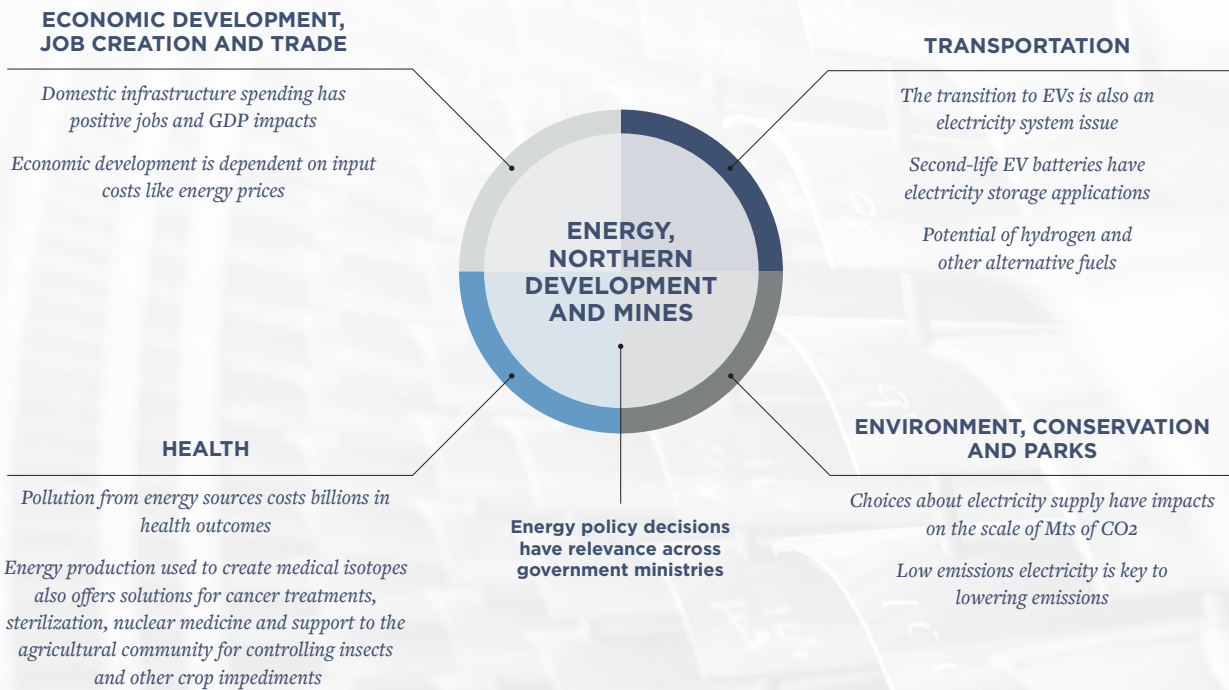 ECONOMIC DEVELOPMENT,
JOB CREATION AND TRADE
Domestic infrastructure spending has
positive jobs and GDP impacts
Economic development is dependent on input
costs like energy prices
TRANSPORTATION
The transition to EVs is also an
electricity system issue
Second-life EV batteries have
electricity storage applications
Potential of hydrogen and
other alternative fuels
ENERGY,
NORTHERN
DEVELOPMENT
AND MINES
HEALTH
Pollution from energy sources costs billions in
health outcomes
Energy production used to create medical isotopes
also offers solutions for cancer treatments,
sterilization, nuclear medicine and support to the
agricultural community for controlling insects
and other crop impediments
Energy policy decisions
have relevance across
government ministries
ENVIRONMENT, CONSERVATION
AND PARKS
Choices about electricity supply have impacts
on the scale of Mts of CO2
Low emissions electricity is key to
lowering emissions